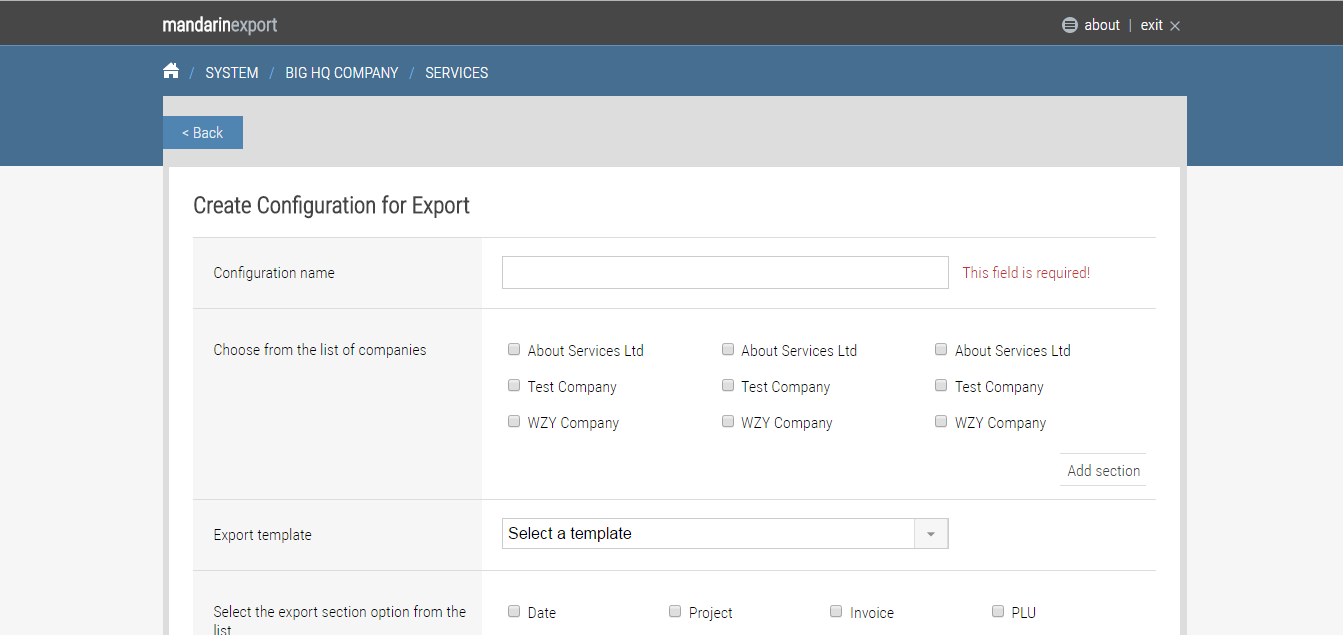 mandarinexport
about | exit ×
/ SYSTEM / BIG HQ COMPANY / SERVICES
< Back
Create Configuration for Export
Configuration name
This field is required!
Choose from the list of companies
About Services Ltd About Services Ltd About Services Ltd
Test Company Test Company Test Company
WZY Company WZY Company WZY Company
Add section
Export template
Select a template
Select the export section option from the
list
Date Project Invoice PLU